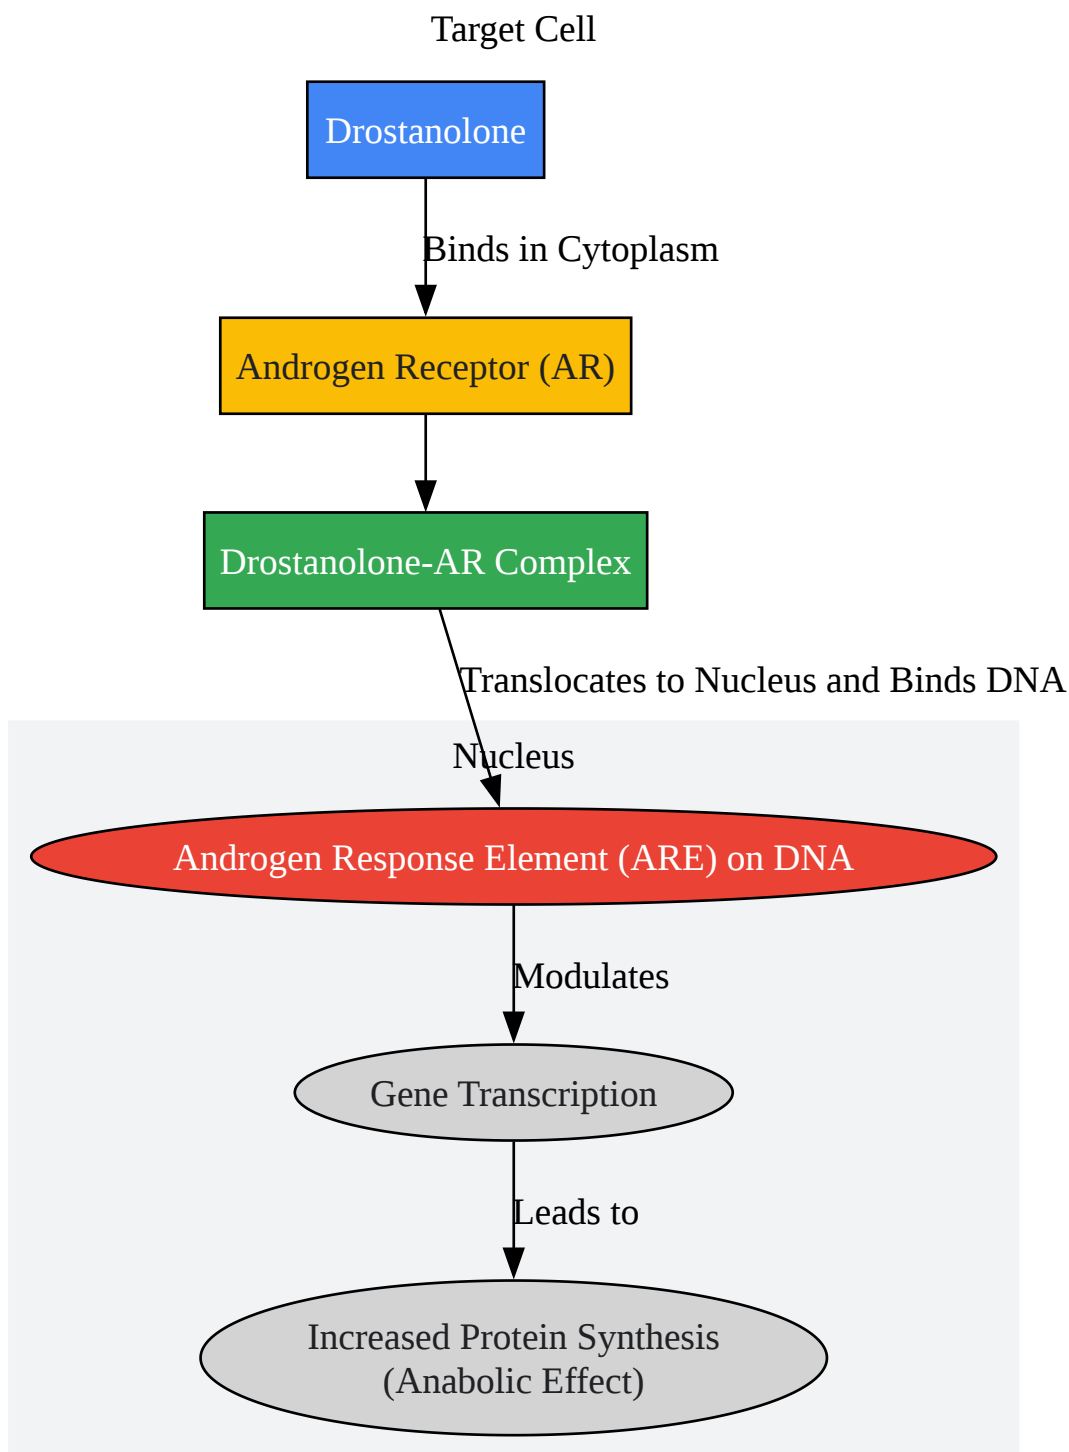 Target Cell
Drostanolone
Binds in Cytoplasm
Androgen Receptor (AR)
Drostanolone-AR Complex
Translocates to Nucleus and Binds DNA
Nucleus
Androgen Response Element (ARE) on DNA
Modulates
Gene Transcription
Leads to
Increased Protein Synthesis
(Anabolic Effect)